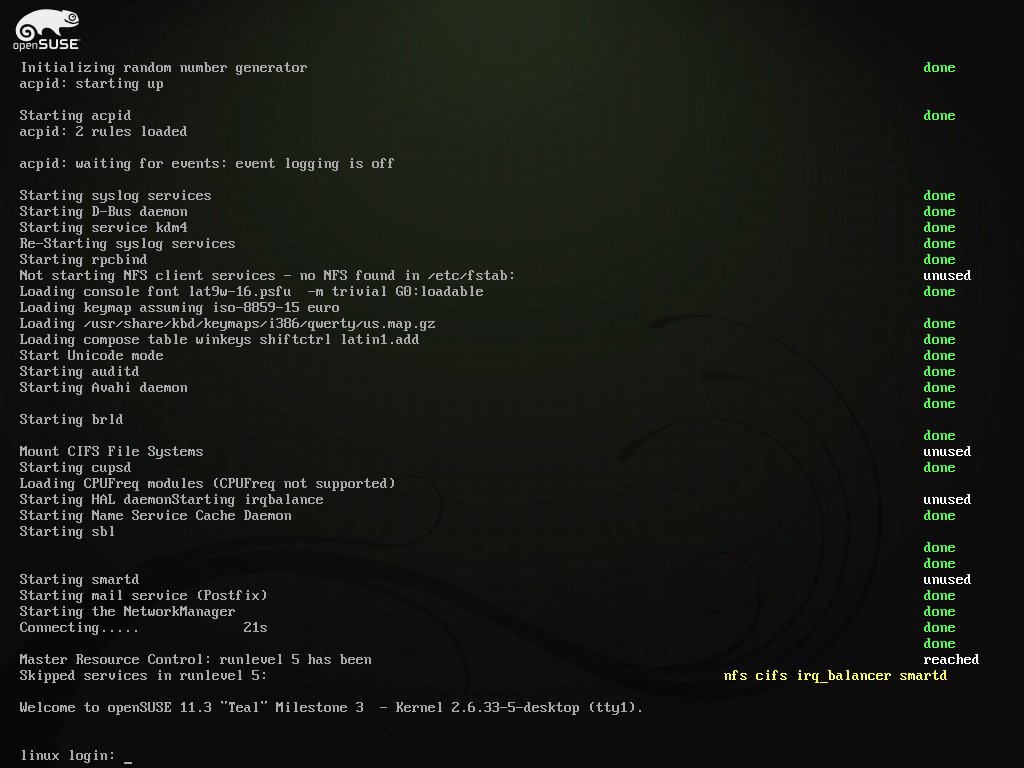 openSUSE
Initializing random number generator done
acpid: starting up
Starting acpid done
acpid: 2 rules loaded
acpid: waiting for events: event logging is off
Starting syslog services done
Starting D-Bus daemon done
Starting service kdm4 done
Re-Starting syslog services done
Starting rpcbind done
Not starting NFS client services - no NFS found in /etc/fstab: unused
Loading console font lat9w-16.psfu  -m trivial G0:loadable done
Loading keymap assuming iso-8859-15 euro
Loading /usr/share/kbd/keymaps/i386/qwerty/us.map.gz done
Loading compose table winkeys shiftctrl latin1.add done
Start Unicode mode done
Starting auditd done
Starting Avahi daemon done
done
Starting brld
done
Mount CIFS File Systems unused
Starting cupsd done
Loading CPUFreq modules (CPUFreq not supported)
Starting HAL daemonStarting irqbalance unused
Starting Name Service Cache Daemon done
Starting sbl
done
done
Starting smartd unused
Starting mail service (Postfix) done
Starting the NetworkManager done
Connecting..... 21s done
done
Master Resource Control: runlevel 5 has been reached
Skipped services in runlevel 5: nfs cifs irq_balancer smartd
Welcome to openSUSE 11.3 "Teal" Milestone 3  - Kernel 2.6.33-5-desktop (tty1).
linux login: _